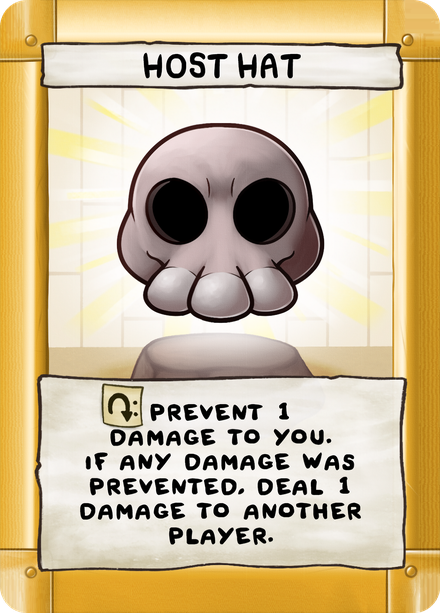 HOST HAT
PREVENT 1
DAMAGE TO YOU.
IF ANY DAMAGE WAS
PREVENTED, DEAL 1
DAMAGE TO ANOTHER
PLAYER.